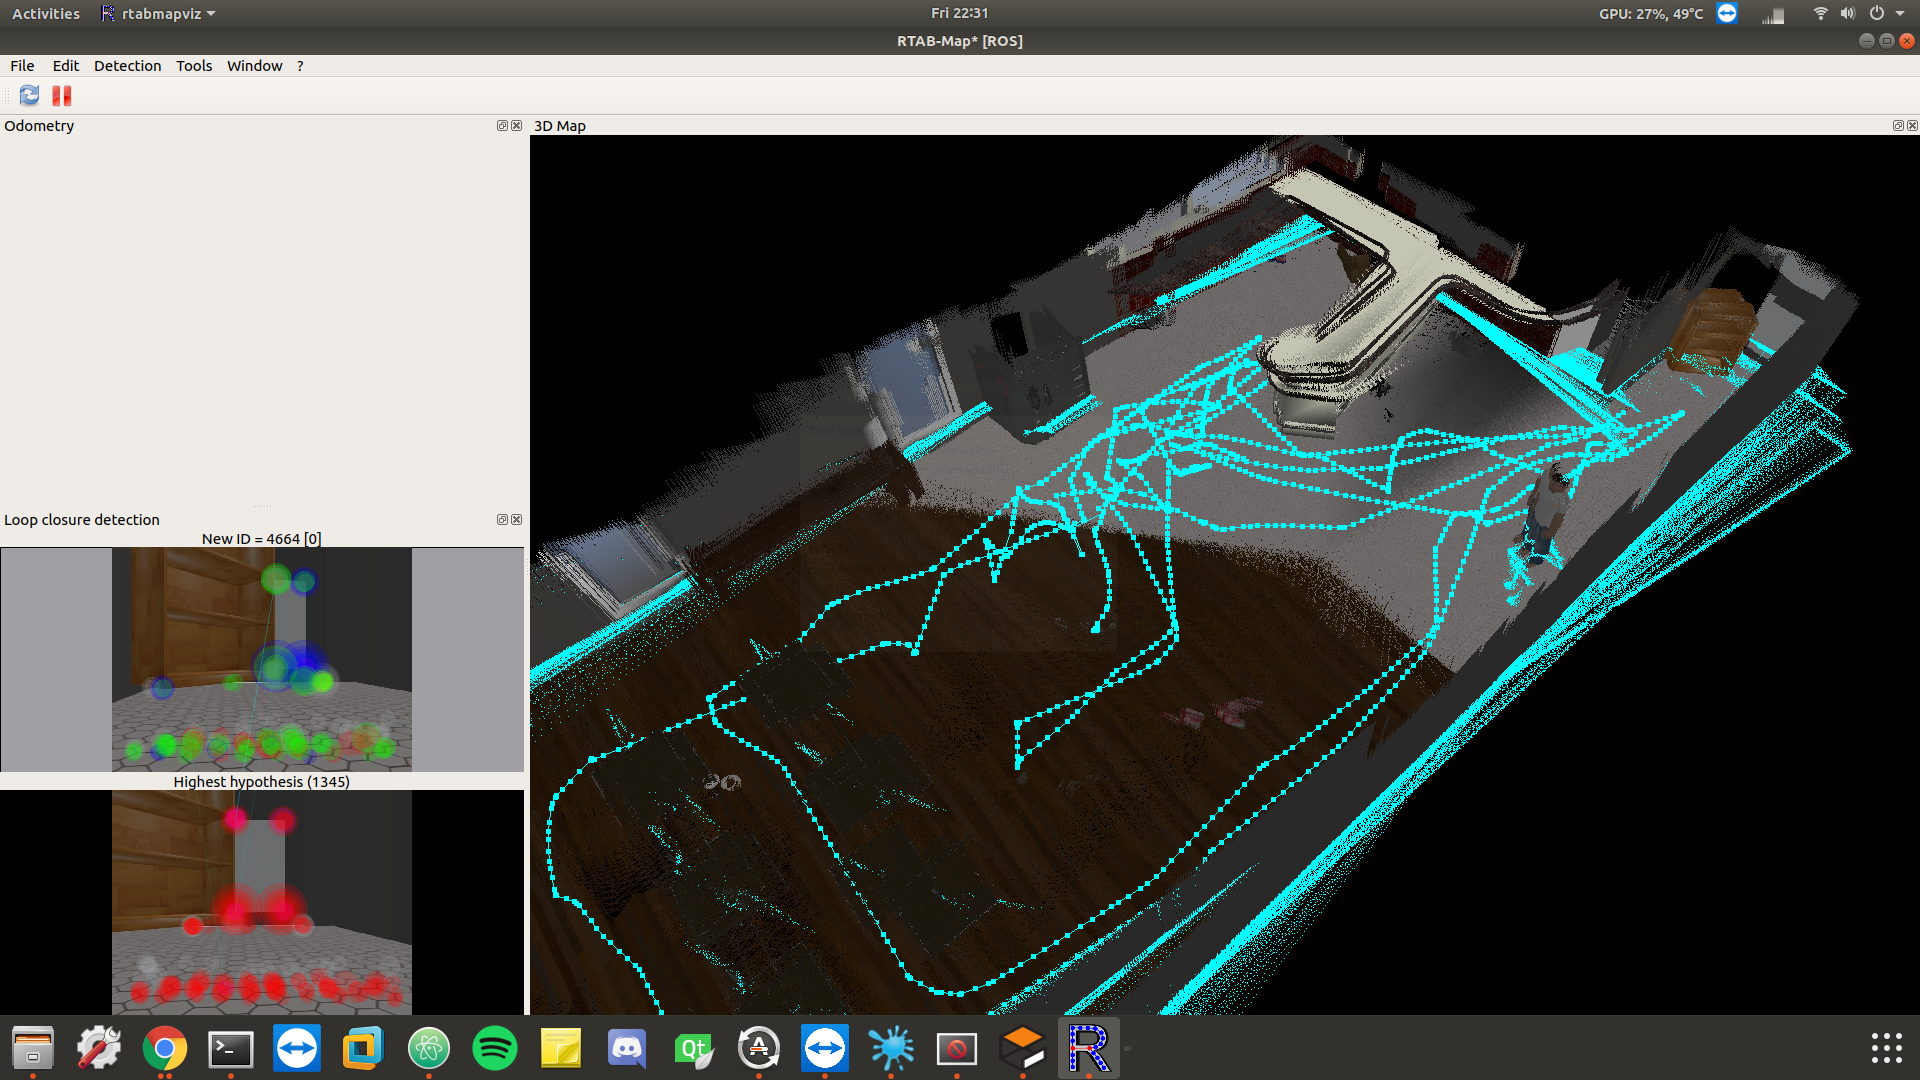 Activities rtabmapviz Fri 22:31 GPU: 27%, 49°C
RTAB-Map* [ROS]
File Edit Detection Tools Window ?
Odometry
3D Map
Loop closure detection
New ID = 4664 [0]
Highest hypothesis (1345)
>_ Qt A R